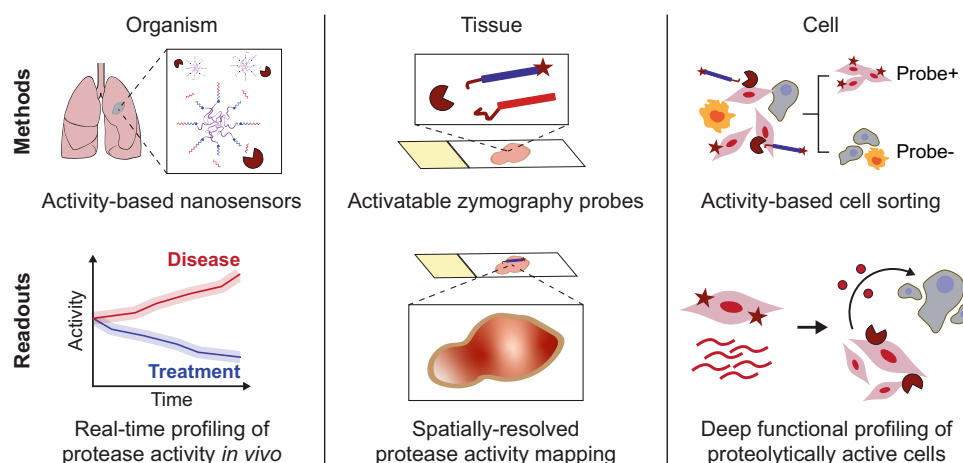 Organism
Tissue
Cell
Methods
Probe+
Probe-
Activity-based nanosensors
Activatable zymography probes
Activity-based cell sorting
Readouts
Activity
Disease
Treatment
Time
Real-time profiling of
protease activity in vivo
Spatially-resolved
protease activity mapping
Deep functional profiling of
proteolytically active cells